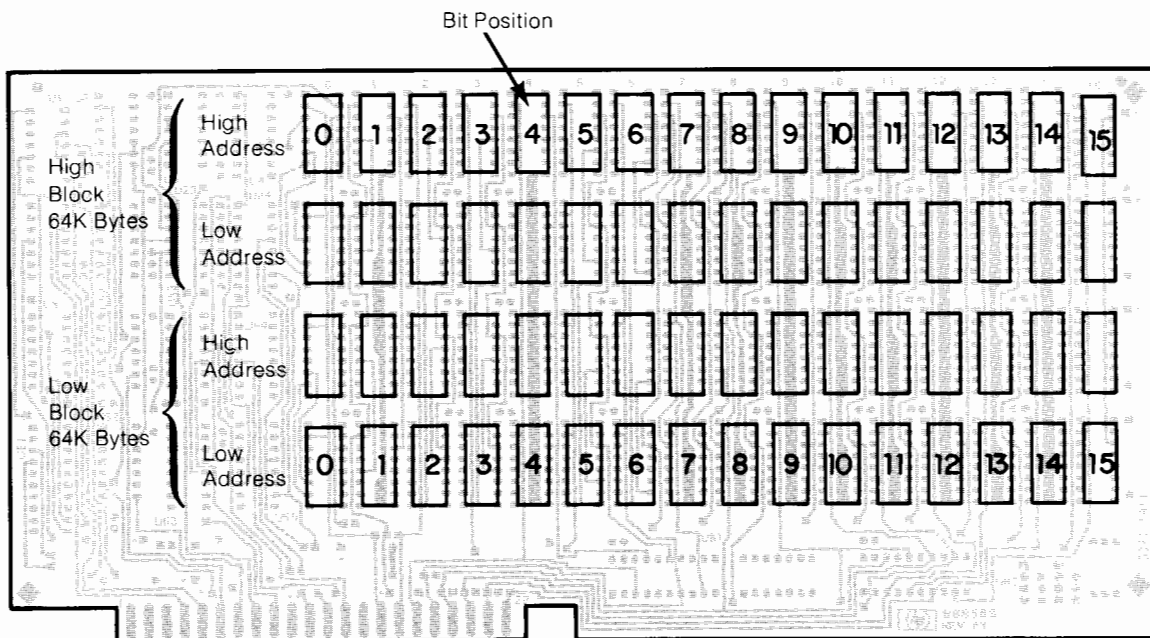 Bit Position
High Address
0 1 2 3 4 5 6 7 8 9 10 11 12 13 14 15
High Block 64K Bytes
Low Address
High Address
Low Block 64K Bytes
Low Address
0 1 2 3 4 5 6 7 8 9 10 11 12 13 14 15